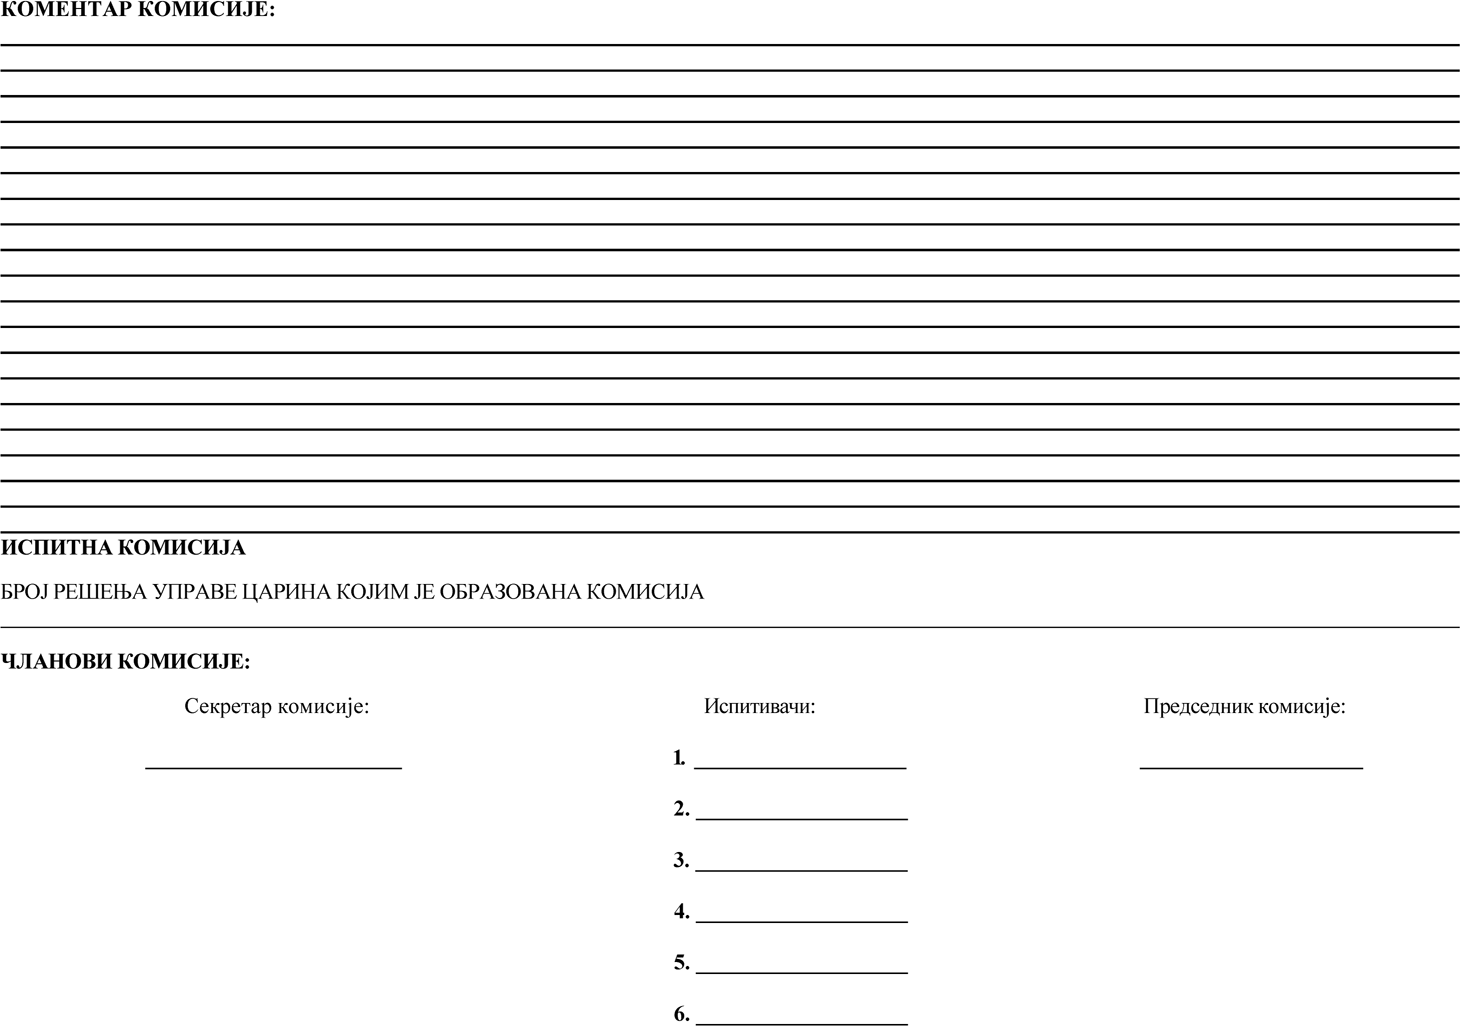 КОМЕНТАР КОМИСИЈЕ:
ИСПИТНА КОМИСИЈА
БРОЈ РЕШЕЊА УПРАВЕ ЦАРИНА КОЈИМ ЈЕ ОБРАЗОВАНА КОМИСИЈА
ЧЛАНОВИ КОМИСИЈЕ:
Секретар комисије: Испитивачи: Председник комисије:
1.
2.
3.
4.
5.
6.